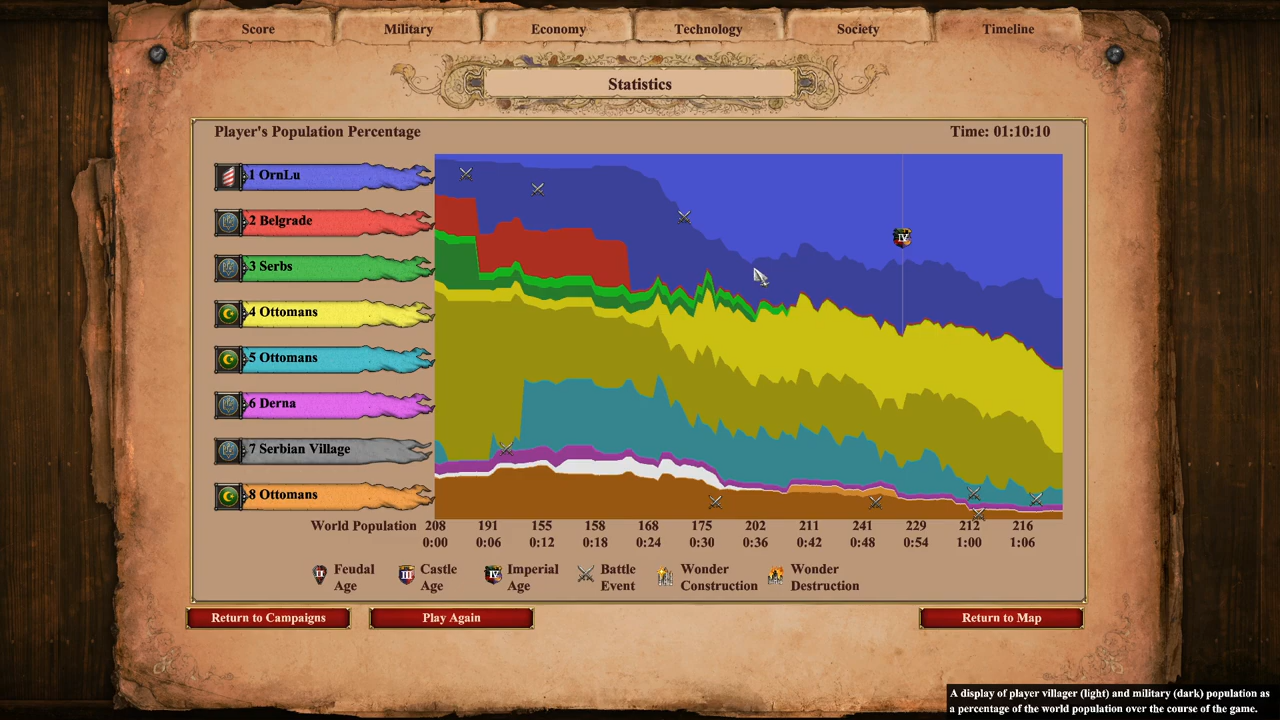 Score Military Economy Technology Society Timeline
Statistics
Player's Population Percentage Time: 01:10:10
1 OrnLu
2 Belgrade
3 Serbs
4 Ottomans
5 Ottomans
6 Derna
7 Serbian Village
8 Ottomans
IV
World Population 208 191 155 158 168 175 202 211 241 229 212 216
0:00 0:06 0:12 0:18 0:24 0:30 0:36 0:42 0:48 0:54 1:00 1:06
II Feudal Age
III Castle Age
IV Imperial Age
Battle Event
Wonder Construction
Wonder Destruction
Return to Campaigns Play Again Return to Map
A display of player villager (light) and military (dark) population as
a percentage of the world population over the course of the game.